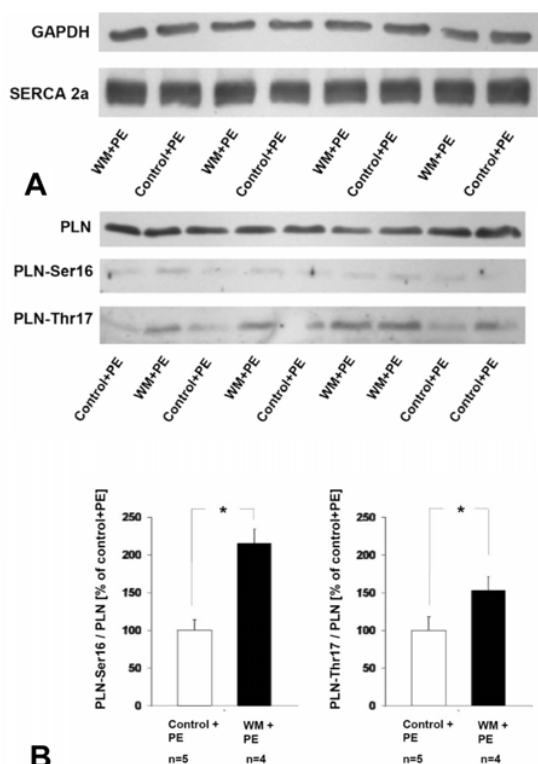 GAPDH
SERCA 2a
WM+PE
Control+PE
WM+PE
Control+PE
WM+PE
Control+PE
WM+PE
Control+PE
A
PLN
PLN-Ser16
PLN-Thr17
Control+PE
WM+PE
Control+PE
WM+PE
Control+PE
WM+PE
WM+PE
Control+PE
Control+PE
PLN-Ser16 / PLN [% of control+PE]
250
200
150
100
50
0
*
Control + PE
WM + PE
n=5
n=4
PLN-Thr17 / PLN [% of control+PE]
250
200
150
100
50
0
*
Control + PE
WM + PE
n=5
n=4
B